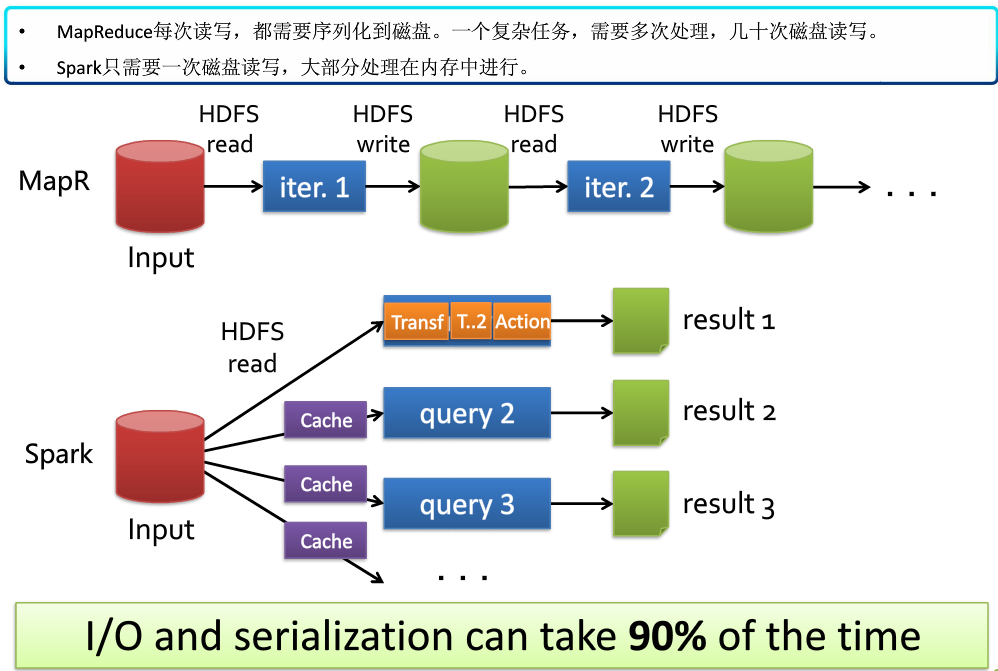 • MapReduce每次读写，都需要序列化到磁盘。一个复杂任务，需要多次处理，几十次磁盘读写。
• Spark只需要一次磁盘读写，大部分处理在内存中进行。
HDFS read
HDFS write
HDFS read
HDFS write
MapR
iter. 1
iter. 2
. . .
Input
HDFS read
Transf
T..2
Action
result 1
Cache
query 2
result 2
Spark
Cache
query 3
result 3
Input
Cache
. . .
I/O and serialization can take 90% of the time